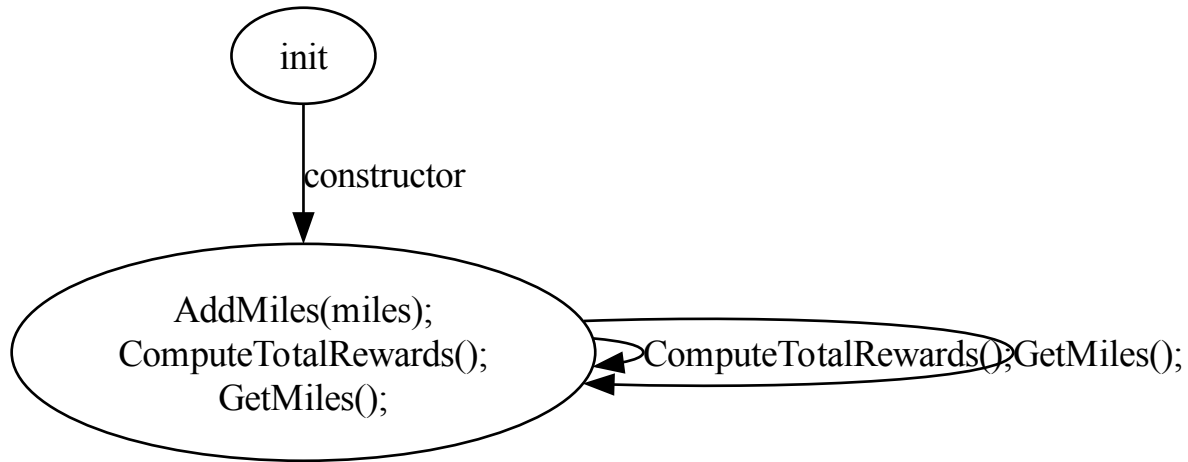 init
constructor
AddMiles(miles);
ComputeTotalRewards();
GetMiles();
ComputeTotalRewards();
GetMiles();